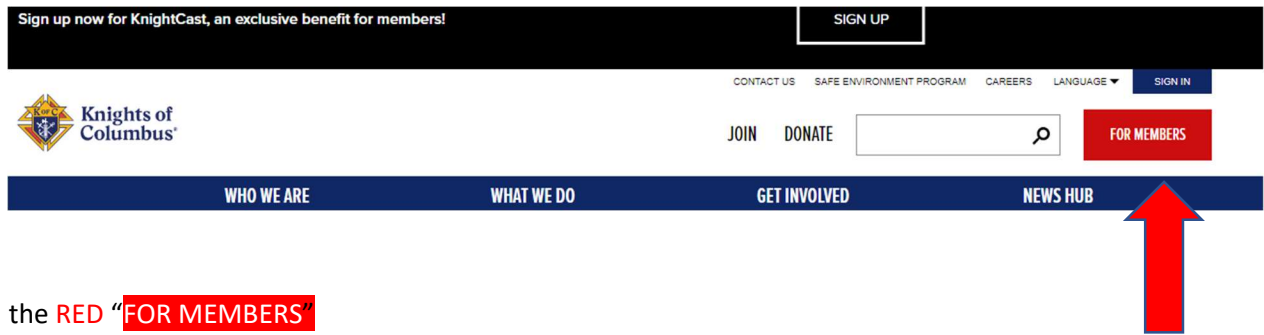 Sign up now for KnightCast, an exclusive benefit for members!
SIGN UP
CONTACT US SAFE ENVIRONMENT PROGRAM CAREERS LANGUAGE SIGN IN
K of C
Knights of
Columbus®
JOIN DONATE FOR MEMBERS
WHO WE ARE WHAT WE DO GET INVOLVED NEWS HUB
the RED “FOR MEMBERS”